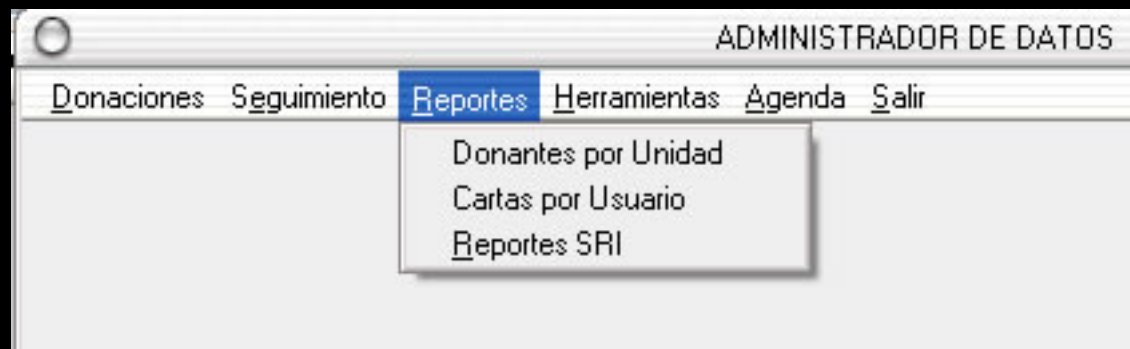 ADMINISTRADOR DE DATOS
Donaciones Seguimiento Reportes Herramientas Agenda Salir
Donantes por Unidad
Cartas por Usuario
Reportes SRI